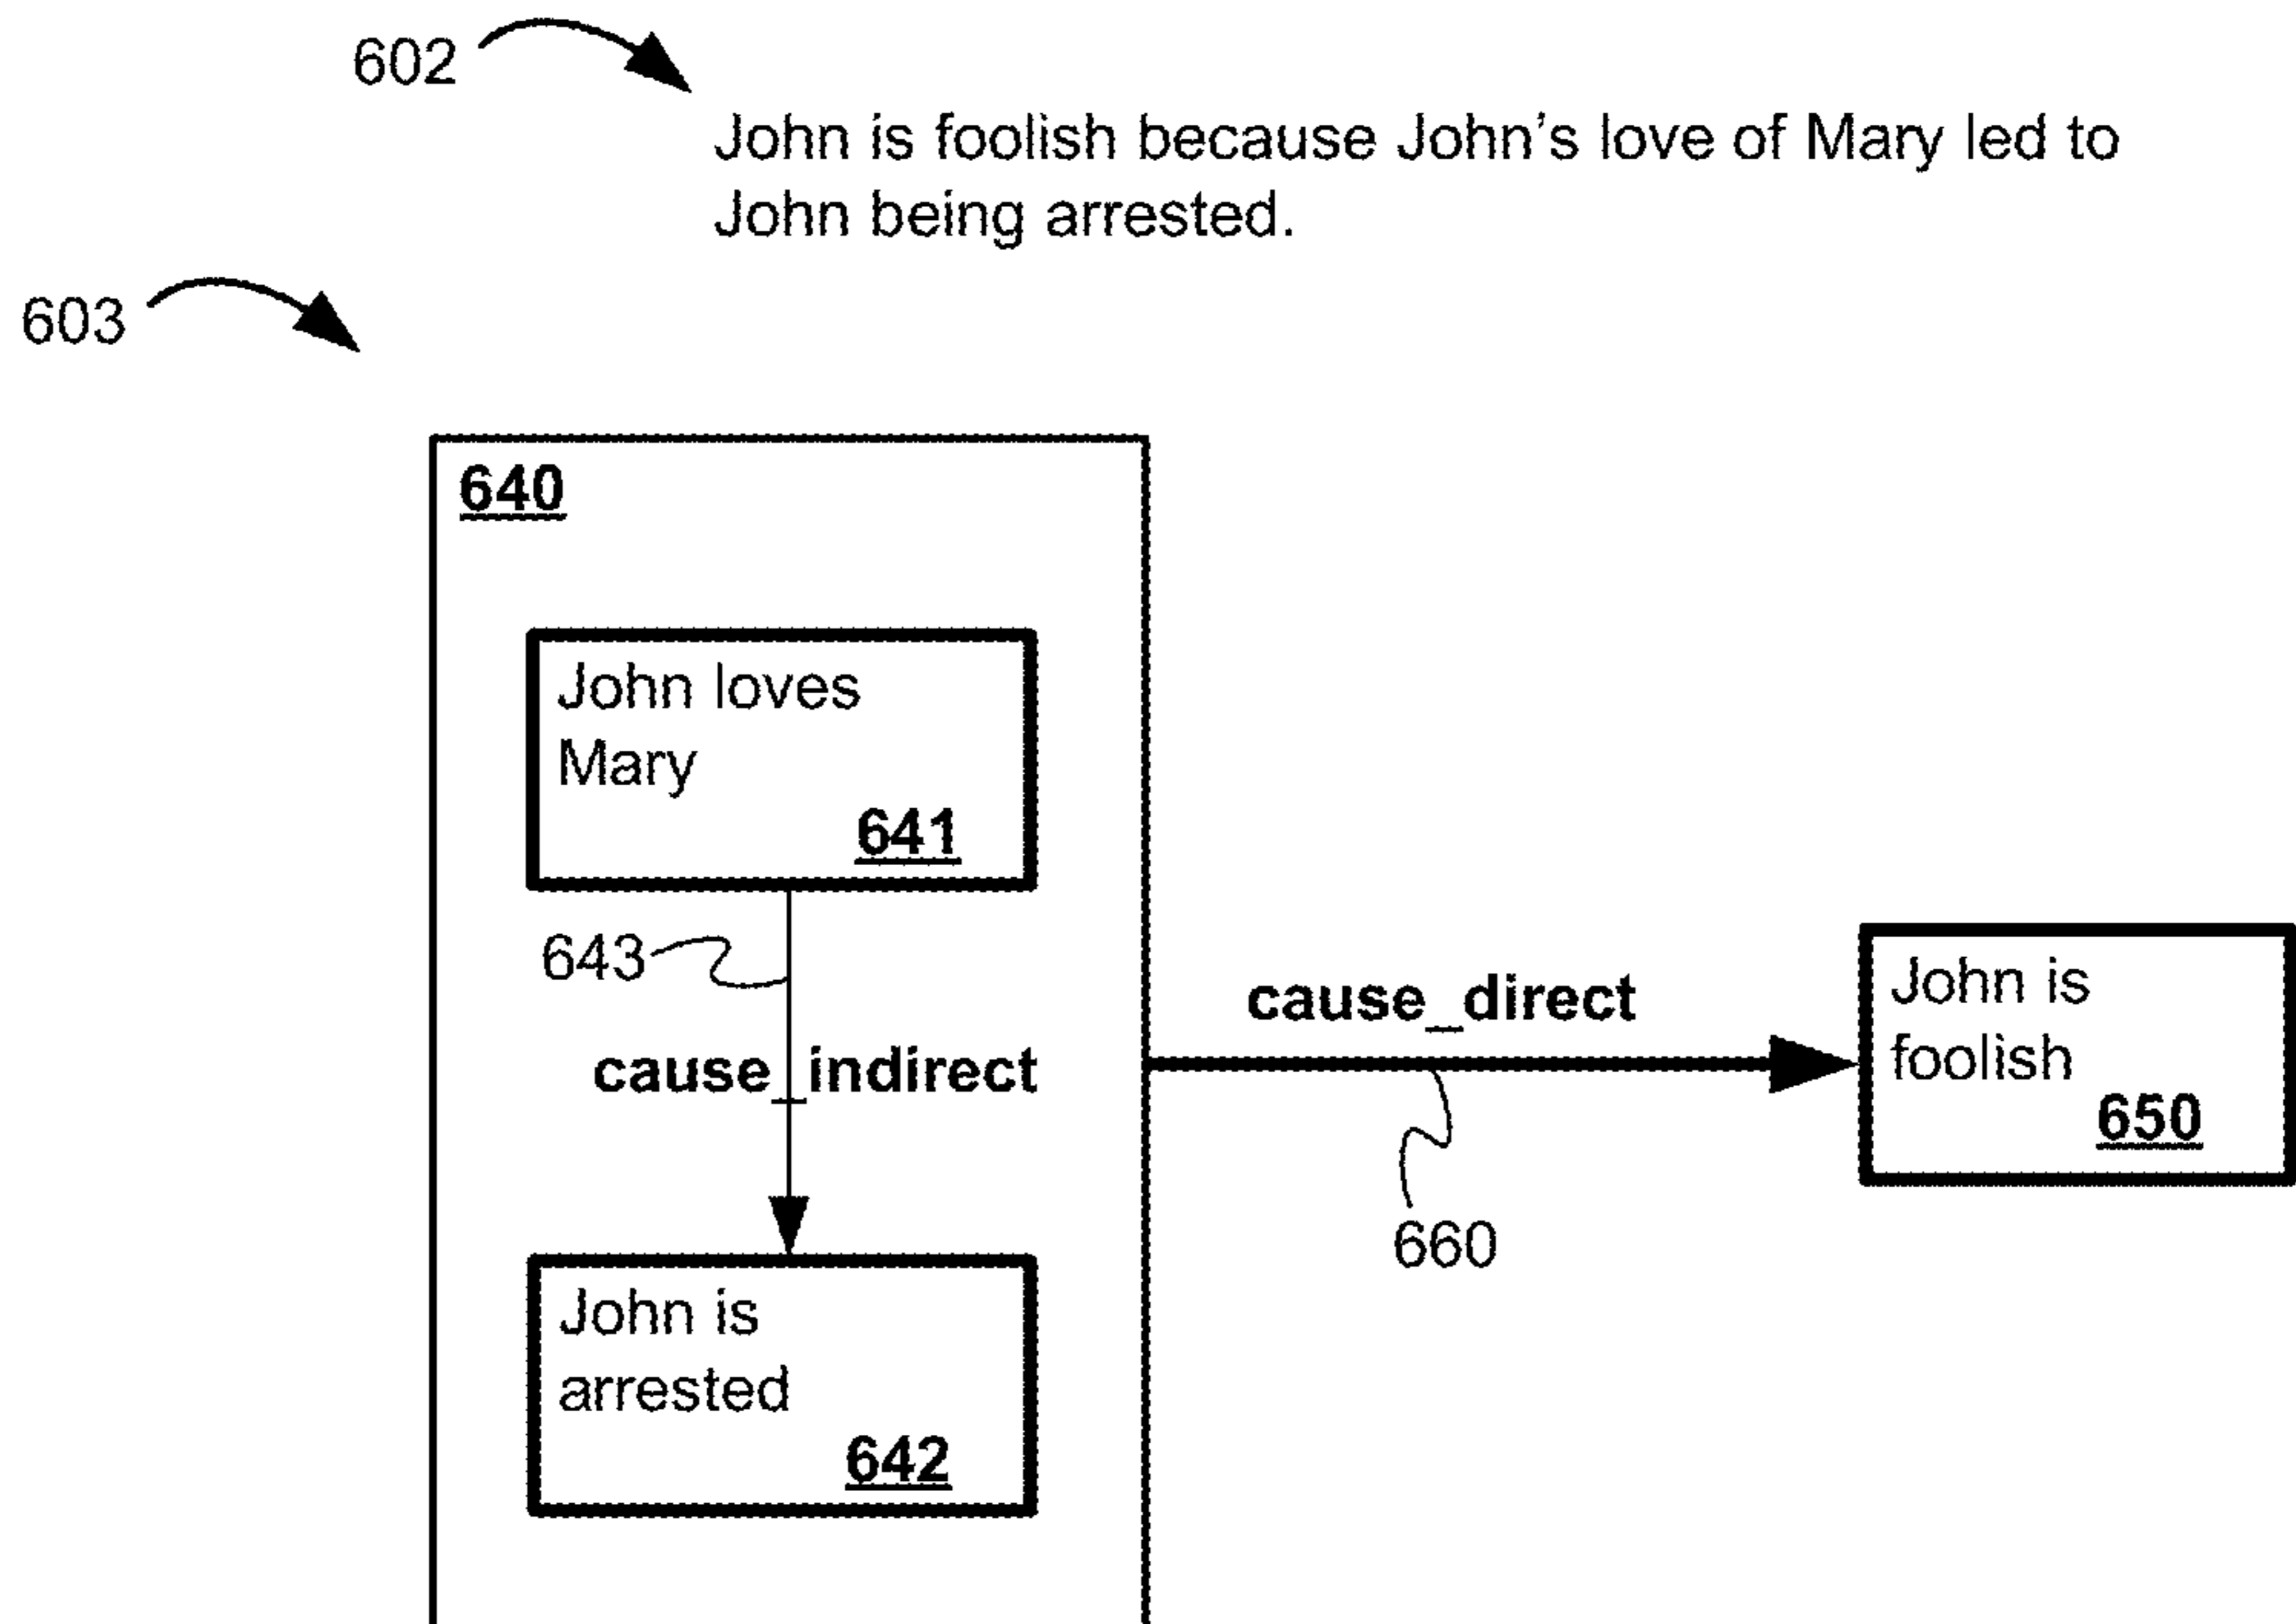 602
John is foolish because John's love of Mary led to
John being arrested.
603
640
John loves
Mary
641
643
cause_indirect
John is
arrested
642
cause_direct
660
John is
foolish
650